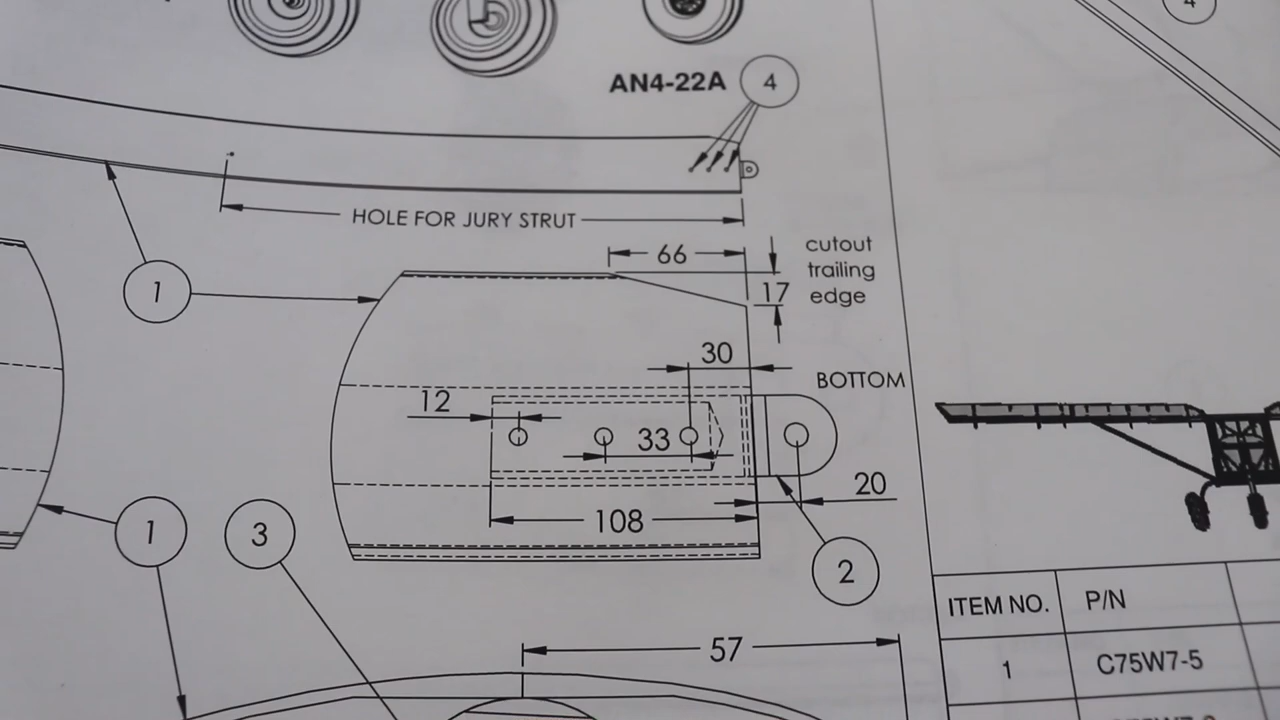 4
AN4-22A
4
HOLE FOR JURY STRUT
66
cutout
trailing
edge
17
1
30
BOTTOM
12
33
20
108
1
3
2
ITEM NO.
P/N
57
1
C75W7-5